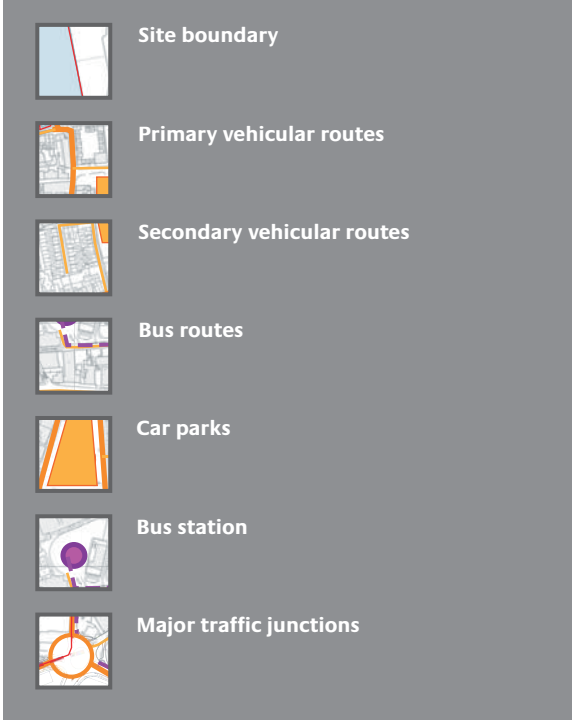 Site boundary
Primary vehicular routes
Secondary vehicular routes
Bus routes
Car parks
Bus station
Major traffic junctions